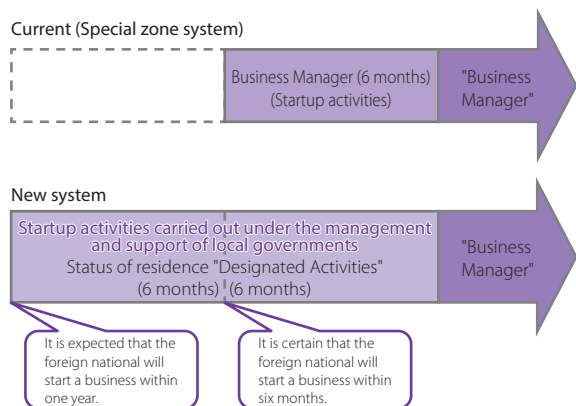 Current (Special zone system)
Business Manager (6 months)
(Startup activities)
"Business
Manager"
New system
Startup activities carried out under the management
and support of local governments
Status of residence "Designated Activities"
(6 months) (6 months)
"Business
Manager"
It is expected that the
foreign national will
start a business within
one year.
It is certain that the
foreign national will
start a business within
six months.